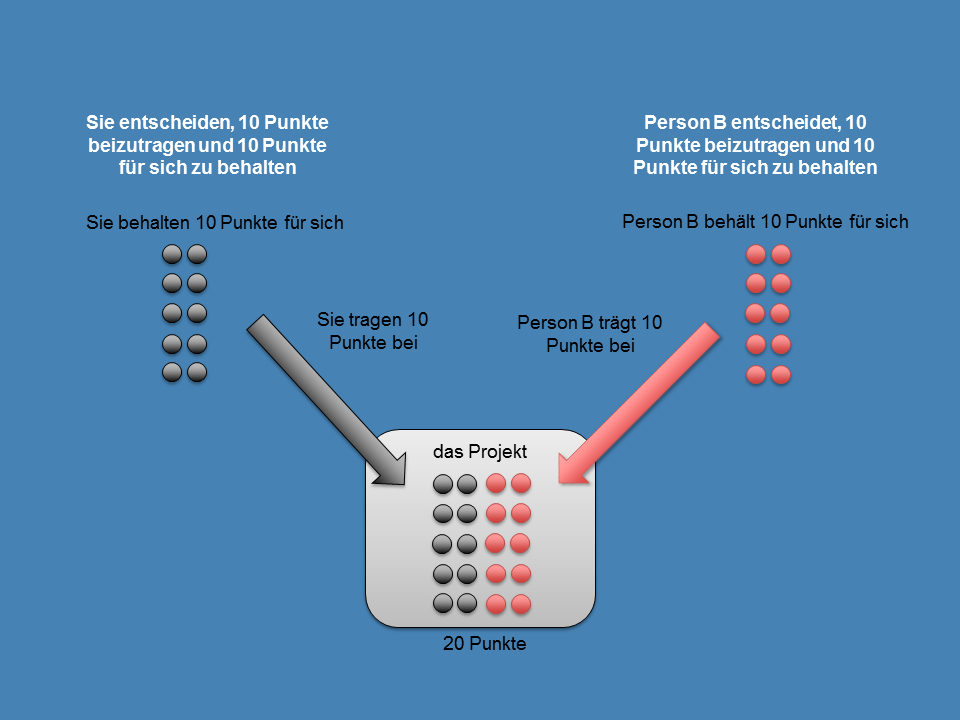 Sie entscheiden, 10 Punkte
beizutragen und 10 Punkte
für sich zu behalten
Person B entscheidet, 10
Punkte beizutragen und 10
Punkte für sich zu behalten
Sie behalten 10 Punkte für sich
Person B behält 10 Punkte für sich
Sie tragen 10
Punkte bei
Person B trägt 10
Punkte bei
das Projekt
20 Punkte